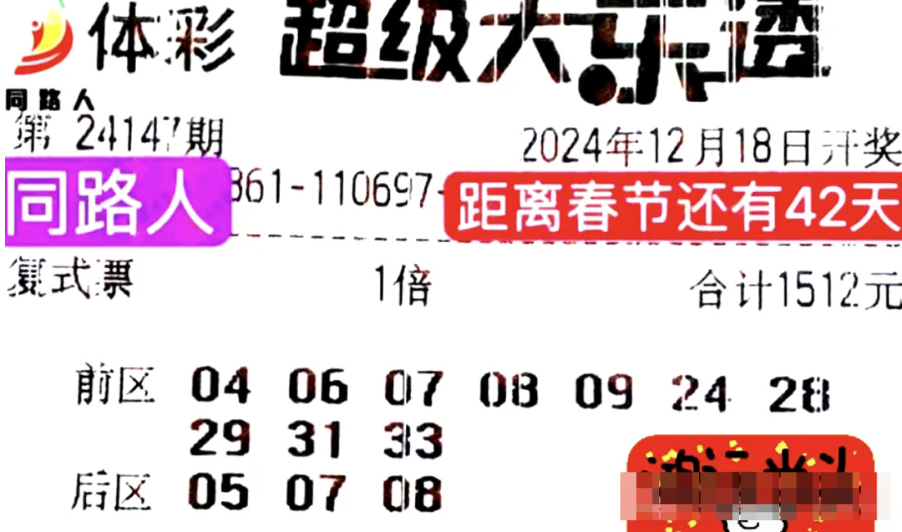 体彩 超级大乐透
同路人
第 24147期 2024年12月18日开奖
同路人 361-110697- 距离春节还有42天
复式票 1倍 合计1512元
前区 04 06 07 08 09 24 28
29 31 33
后区 05 07 08